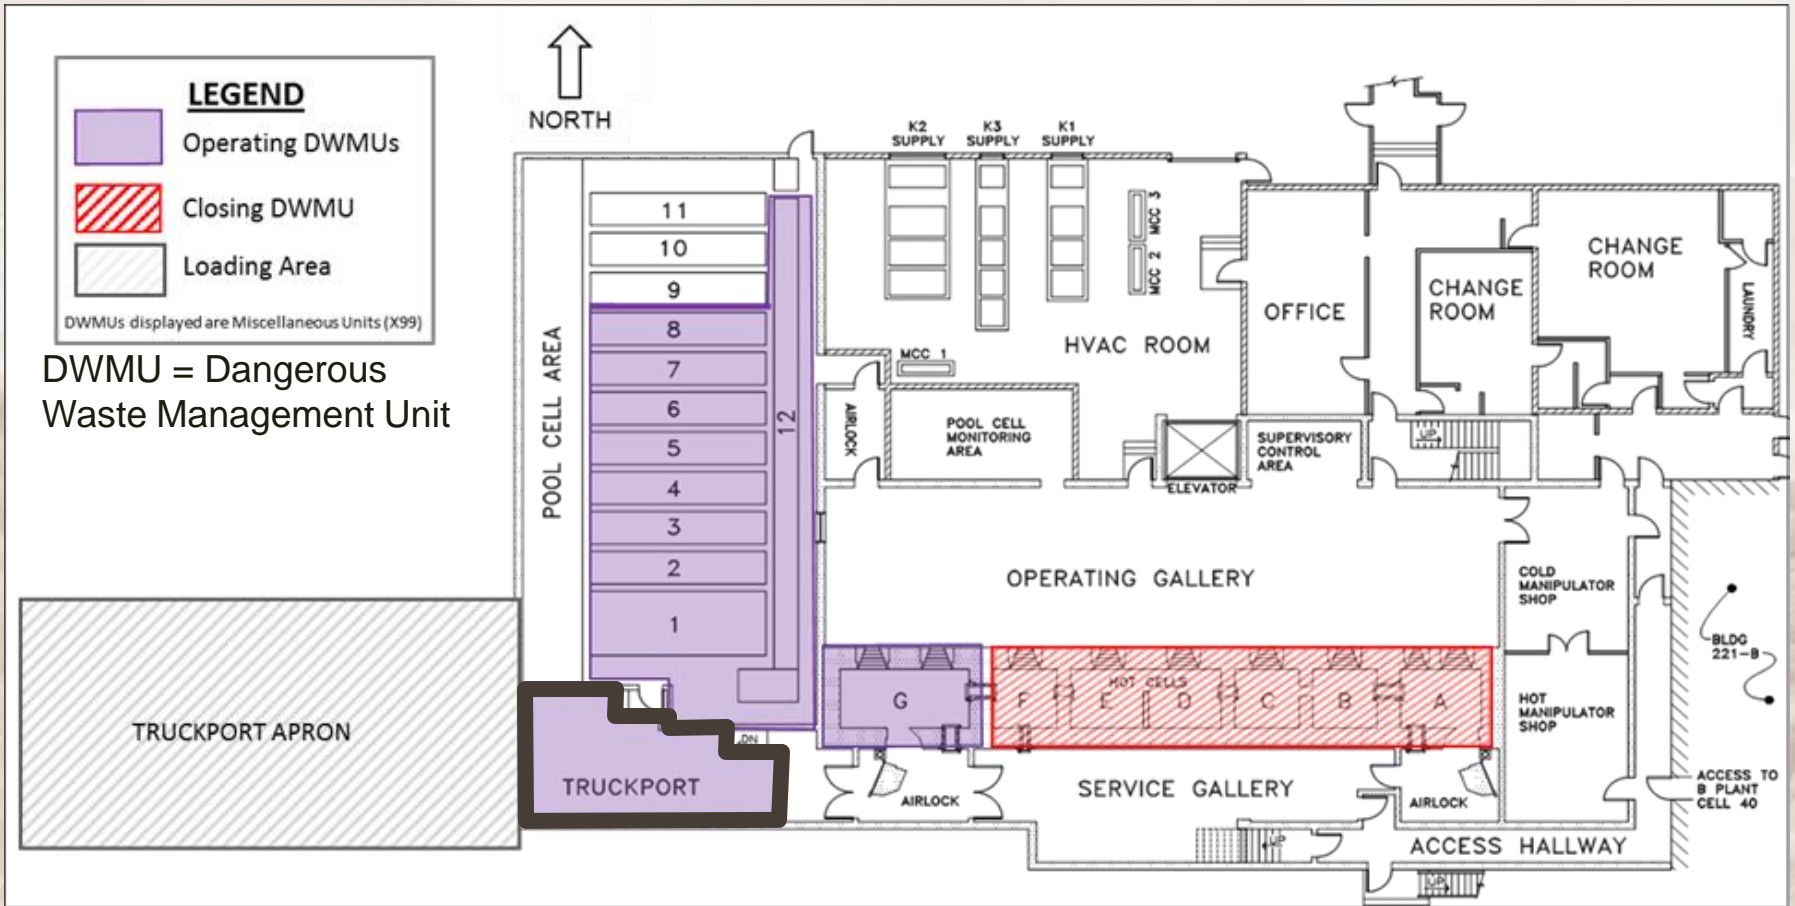 LEGEND
Operating DWMUs
Closing DWMU
Loading Area
DWMUs displayed are Miscellaneous Units (X99)
DWMU = Dangerous
Waste Management Unit
NORTH
K2
SUPPLY
K3
SUPPLY
K1
SUPPLY
MCC 3
MCC 2
MCC 1
HVAC ROOM
OFFICE
CHANGE
ROOM
CHANGE
ROOM
LAUNDRY
POOL CELL AREA
11
10
9
8
7
6
5
4
3
2
1
12
AIRLOCK
POOL CELL
MONITORING
AREA
ELEVATOR
SUPERVISORY
CONTROL
AREA
UP
OPERATING GALLERY
COLD
MANIPULATOR
SHOP
BLDG
221-B
HOT CELLS
G
F
E
D
C
B
A
HOT
MANIPULATOR
SHOP
TRUCKPORT APRON
TRUCKPORT
DN
AIRLOCK
SERVICE GALLERY
AIRLOCK
ACCESS TO
B PLANT
CELL 40
UP
ACCESS HALLWAY
UP